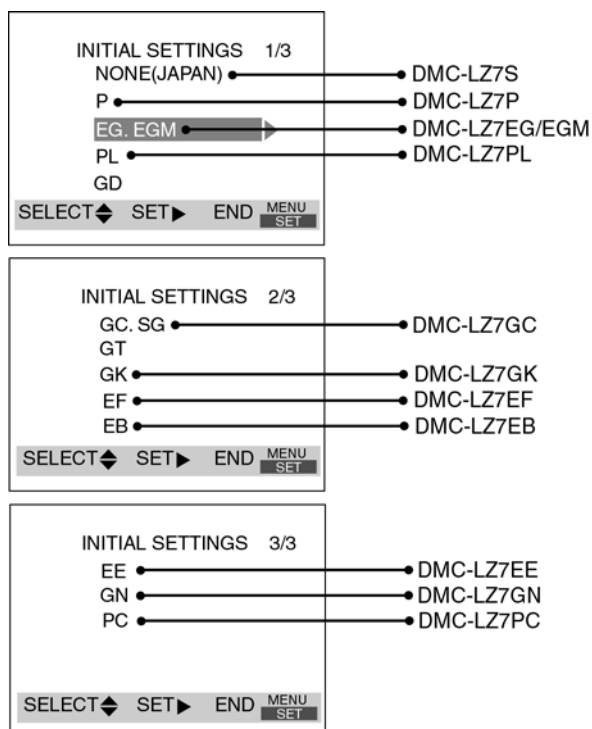 INITIAL SETTINGS 1/3
NONE(JAPAN) DMC-LZ7S
P DMC-LZ7P
EG. EGM DMC-LZ7EG/EGM
PL DMC-LZ7PL
GD
SELECT SET END MENU SET
INITIAL SETTINGS 2/3
GC. SG DMC-LZ7GC
GT
GK DMC-LZ7GK
EF DMC-LZ7EF
EB DMC-LZ7EB
SELECT SET END MENU SET
INITIAL SETTINGS 3/3
EE DMC-LZ7EE
GN DMC-LZ7GN
PC DMC-LZ7PC
SELECT SET END MENU SET